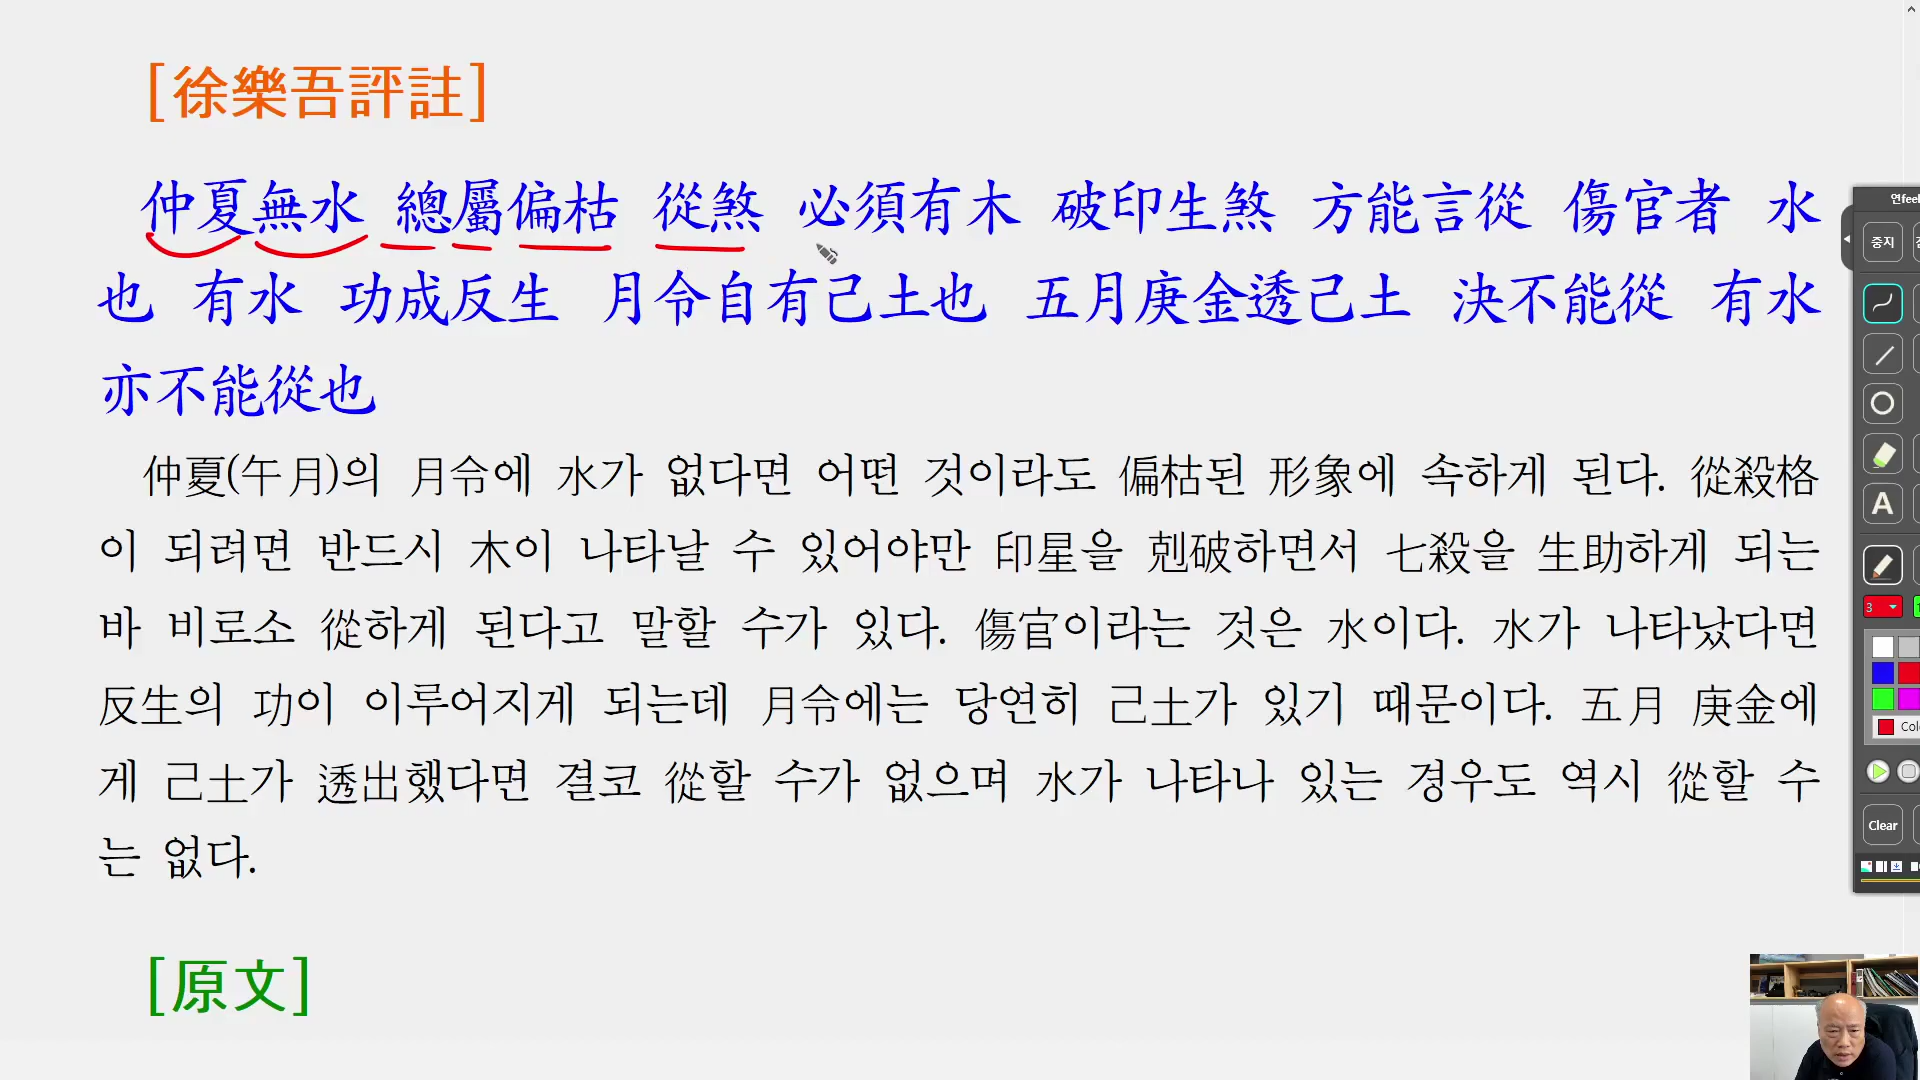 [徐樂吾評註]
仲夏無水 總屬偏枯 從煞 必須有木 破印生煞 方能言從 傷官者 水
也 有水 功成反生 月令自有己土也 五月庚金透己土 決不能從 有水
亦不能從也
仲夏(午月)의 月令에 水가 없다면 어떤 것이라도 偏枯된 形象에 속하게 된다. 從殺格
이 되려면 반드시 木이 나타날 수 있어야만 印星을 剋破하면서 七殺을 生助하게 되는
바 비로소 從하게 된다고 말할 수가 있다. 傷官이라는 것은 水이다. 水가 나타났다면
反生의 功이 이루어지게 되는데 月令에는 당연히 己土가 있기 때문이다. 五月 庚金에
게 己土가 透出했다면 결코 從할 수가 없으며 水가 나타나 있는 경우도 역시 從할 수
는 없다.
[原文]
연feel
중지
A
3
Clear